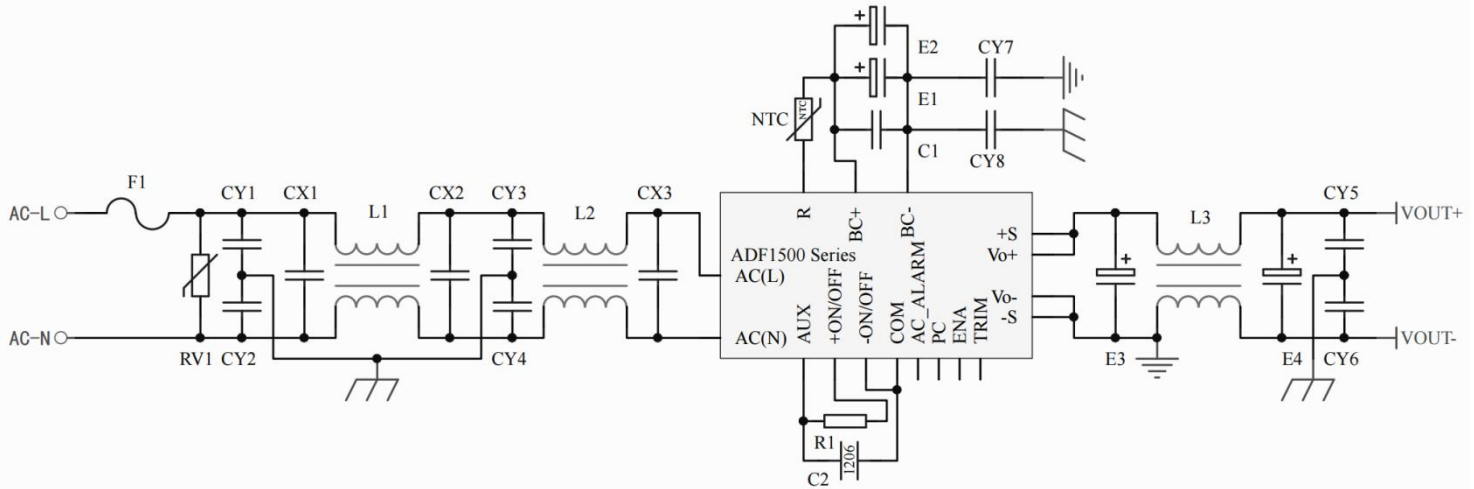 +
E2
CY7
+
E1
NTC
NTC
C1
CY8
F1
CY1
CX1
L1
CX2
CY3
L2
CX3
AC-L
R
BC+
BC-
ADF1500 Series
AC(L)
AC(N)
AUX
+ON/OFF
-ON/OFF
COM
AC_ALARM
PC
ENA
TRIM
+S
Vo+
Vo-
-S
L3
CY5
VOUT+
+
+
AC-N
RV1
CY2
CY4
E3
E4
CY6
VOUT-
R1
C2
1206